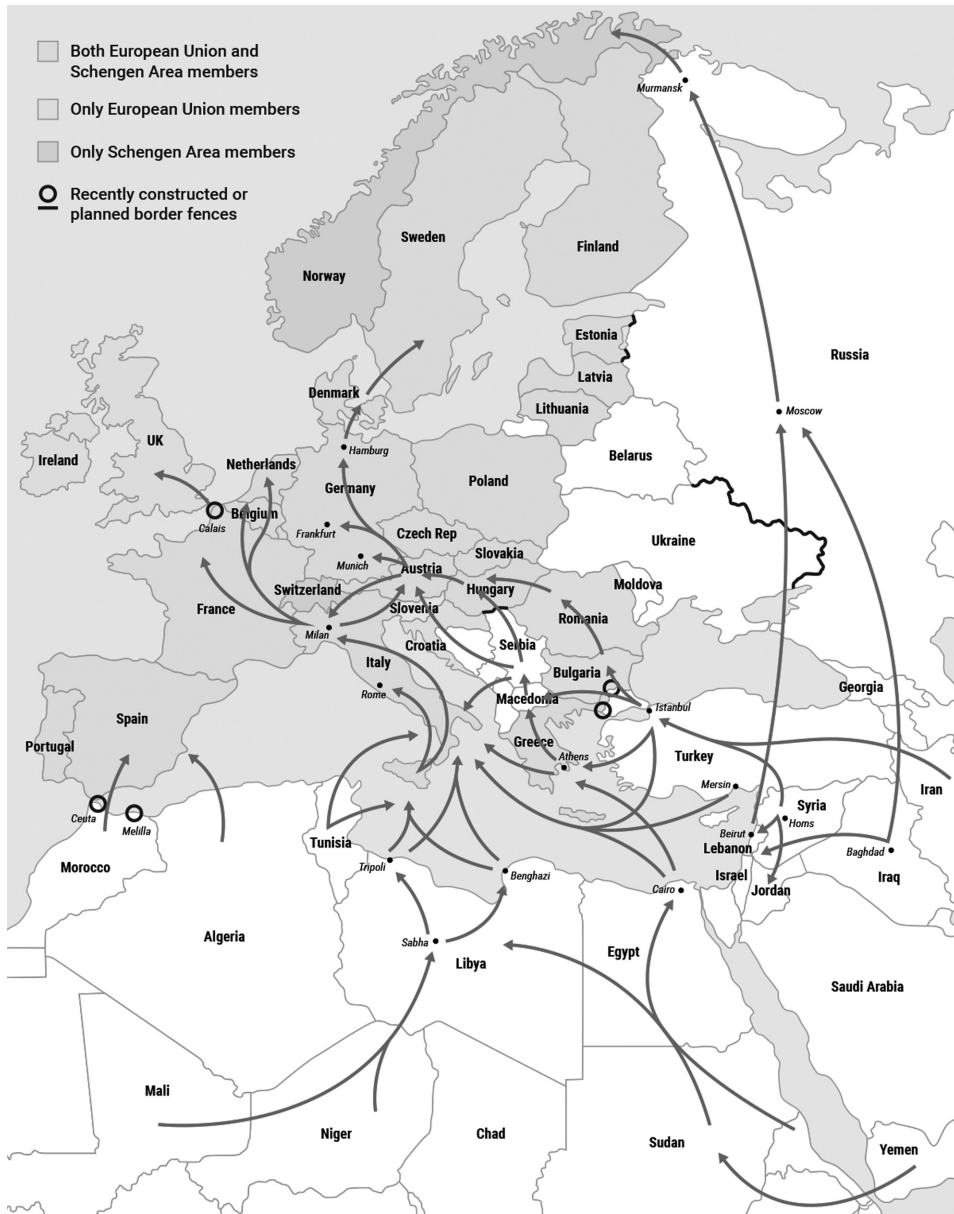 Both European Union and
Schengen Area members
Only European Union members
Only Schengen Area members
Recently constructed or
planned border fences
Murmansk
Sweden
Finland
Norway
Estonia
Russia
Latvia
Denmark
Lithuania
Moscow
UK
Hamburg
Belarus
Ireland
Netherlands
Germany
Poland
Belgium
Calais
Frankfurt
Czech Rep
Ukraine
Slovakia
Munich
Austria
Moldova
Switzerland
Hungary
France
Slovenia
Romania
Milan
Croatia
Serbia
Italy
Bulgaria
Georgia
Rome
Macedonia
Istanbul
Spain
Portugal
Greece
Athens
Turkey
Mersin
Iran
Syria
Ceuta
Melilla
Homs
Beirut
Tunisia
Lebanon
Baghdad
Morocco
Tripoli
Israel
Iraq
Benghazi
Cairo
Jordan
Algeria
Sabha
Libya
Egypt
Saudi Arabia
Mali
Niger
Chad
Sudan
Yemen